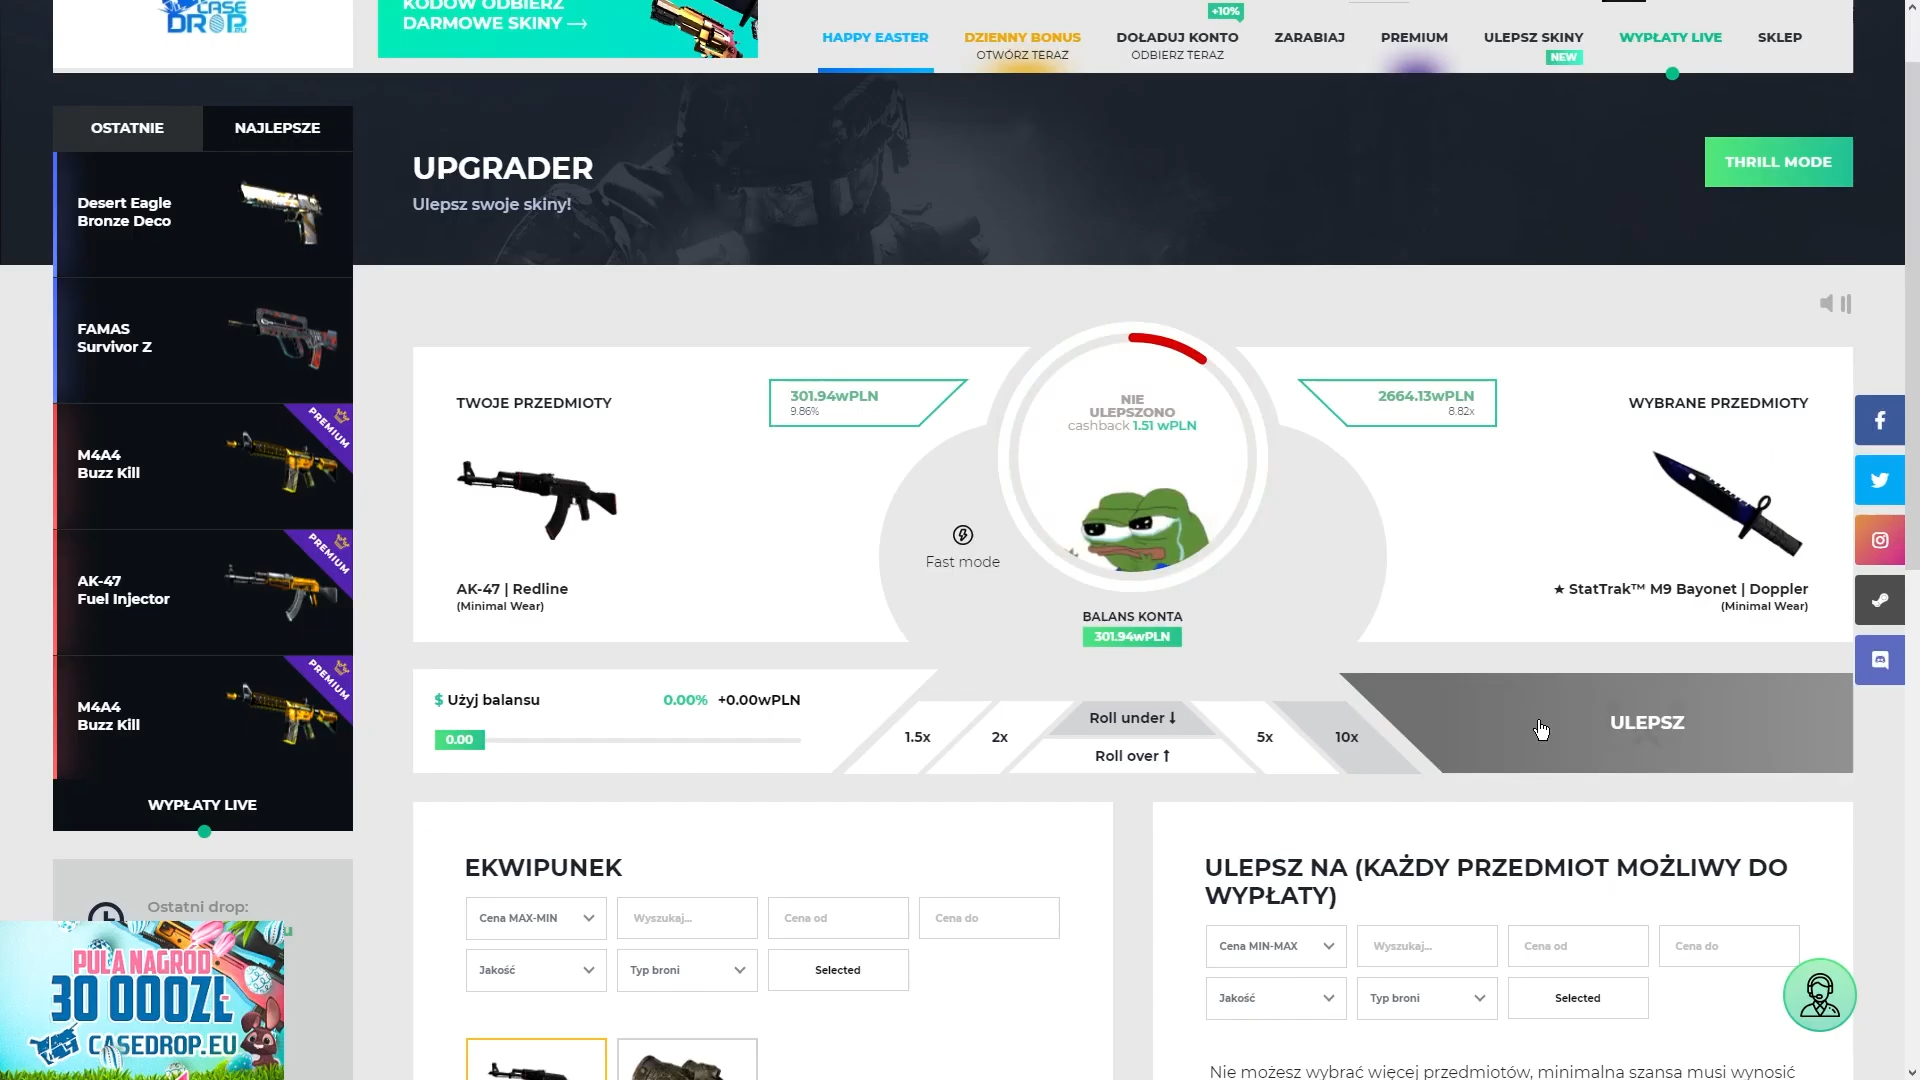 CASE
DROP.EU
KODÓW ODBIERZ
DARMOWE SKINY
HAPPY EASTER
DZIENNY BONUS
OTWÓRZ TERAZ
+10%
DOŁADUJ KONTO
ODBIERZ TERAZ
ZARABIAJ
PREMIUM
ULEPSZ SKINY
NEW
WYPŁATY LIVE
SKLEP
OSTATNIE
NAJLEPSZE
Desert Eagle
Bronze Deco
FAMAS
Survivor Z
PREMIUM
M4A4
Buzz Kill
PREMIUM
AK-47
Fuel Injector
PREMIUM
M4A4
Buzz Kill
WYPŁATY LIVE
Ostatni drop:
PULA NAGRÓD
30 000ZŁ
CASEDROP.EU
UPGRADER
Ulepsz swoje skiny!
THRILL MODE
TWOJE PRZEDMIOTY
301.94wPLN
9.86%
NIE
ULEPSZONO
cashback 1.51 wPLN
2664.13wPLN
8.82x
WYBRANE PRZEDMIOTY
Fast mode
AK-47 | Redline
(Minimal Wear)
★ StatTrak™ M9 Bayonet | Doppler
(Minimal Wear)
BALANS KONTA
301.94wPLN
$ Użyj balansu
0.00% +0.00wPLN
0.00
1.5x
2x
Roll under
Roll over
5x
10x
ULEPSZ
EKWIPUNEK
Cena MAX-MIN
Wyszukaj...
Cena od
Cena do
Jakość
Typ broni
Selected
ULEPSZ NA (KAŻDY PRZEDMIOT MOŻLIWY DO
WYPŁATY)
Cena MIN-MAX
Wyszukaj...
Cena od
Cena do
Jakość
Typ broni
Selected
Nie możesz wybrać więcej przedmiotów, minimalna szansa musi wynosić